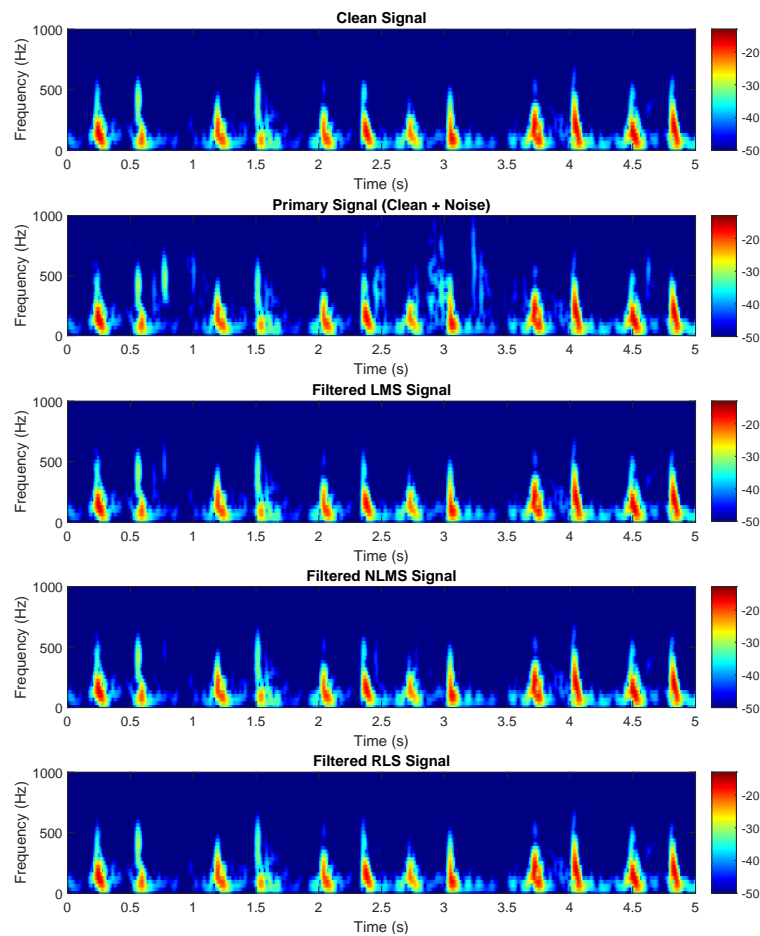 Clean Signal
1000
500
0
Frequency (Hz)
0 0.5 1 1.5 2 2.5 3 3.5 4 4.5 5
Time (s)
-20
-30
-40
-50
Primary Signal (Clean + Noise)
1000
500
0
Frequency (Hz)
0 0.5 1 1.5 2 2.5 3 3.5 4 4.5 5
Time (s)
-20
-30
-40
-50
Filtered LMS Signal
1000
500
0
Frequency (Hz)
0 0.5 1 1.5 2 2.5 3 3.5 4 4.5 5
Time (s)
-20
-30
-40
-50
Filtered NLMS Signal
1000
500
0
Frequency (Hz)
0 0.5 1 1.5 2 2.5 3 3.5 4 4.5 5
Time (s)
-20
-30
-40
-50
Filtered RLS Signal
1000
500
0
Frequency (Hz)
0 0.5 1 1.5 2 2.5 3 3.5 4 4.5 5
Time (s)
-20
-30
-40
-50